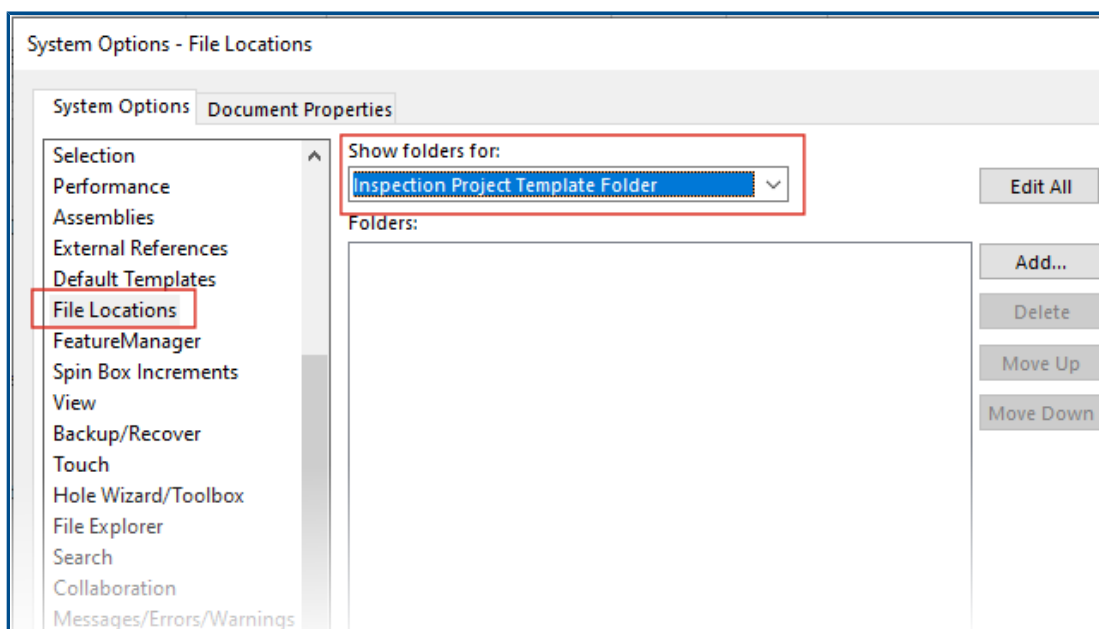 System Options - File Locations
System Options
Document Properties
Selection
Performance
Assemblies
External References
Default Templates
File Locations
FeatureManager
Spin Box Increments
View
Backup/Recover
Touch
Hole Wizard/Toolbox
File Explorer
Search
Collaboration
Messages/Errors/Warnings
Show folders for:
Inspection Project Template Folder
Folders:
Edit All
Add...
Delete
Move Up
Move Down